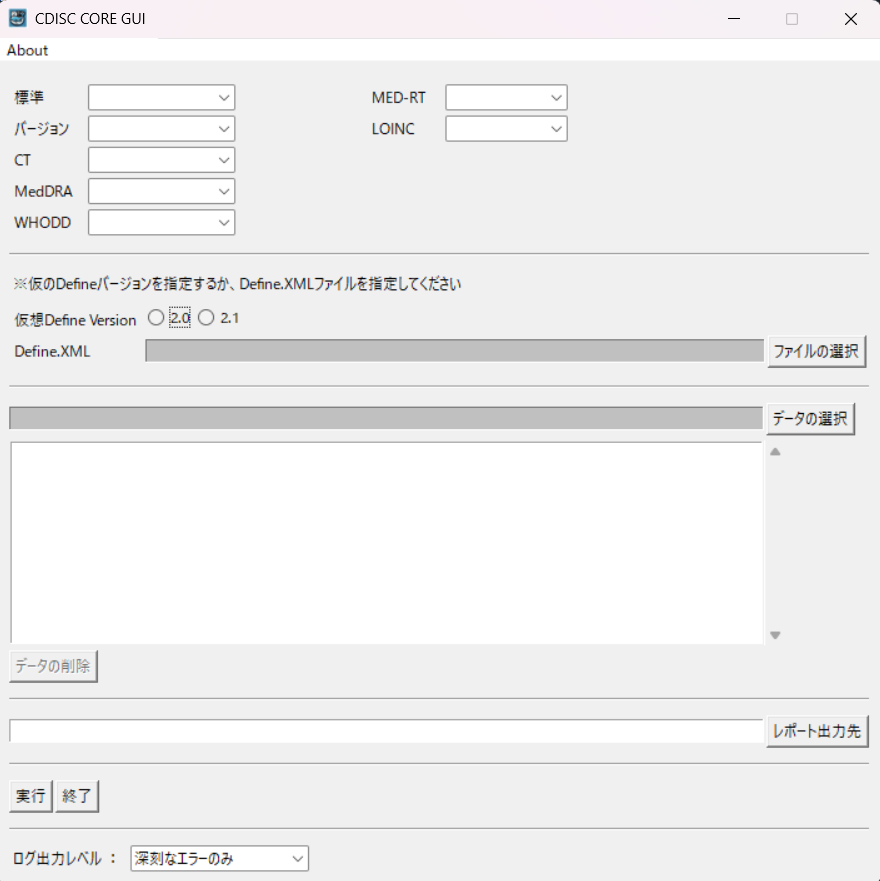 CDISC CORE GUI
About
標準
MED-RT
バージョン
LOINC
CT
MedDRA
WHODD
※仮のDefineバージョンを指定するか、Define.XMLファイルを指定してください
仮想Define Version 2.0 2.1
Define.XML
ファイルの選択
データの選択
データの削除
レポート出力先
実行 終了
ログ出力レベル : 深刻なエラーのみ